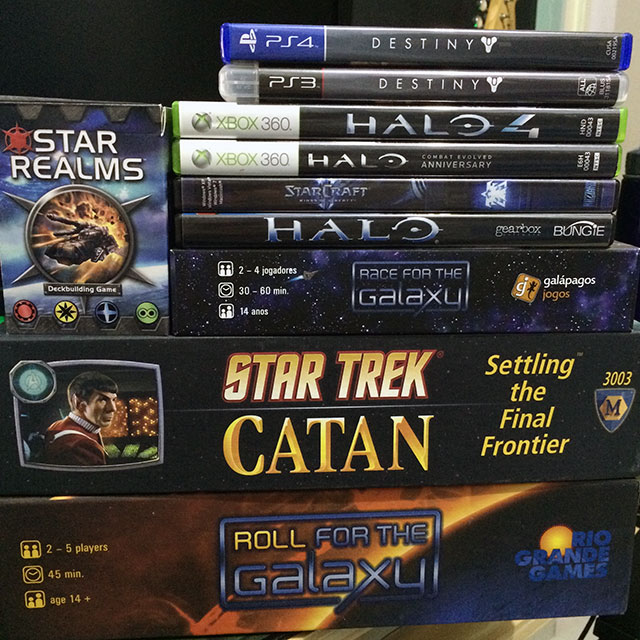 PS4 DESTINY
PS3 DESTINY
ALL
XBOX 360 HALO 4
XBOX 360 HALO COMBAT EVOLVED ANNIVERSARY
STARCRAFT II
HALO gearbox BUNGIE
STAR REALMS
Deckbuilding Game
2 - 4 jogadores
30 - 60 min.
14 anos
RACE FOR THE
Galaxy
galápagos
jogos
STAR TREK
CATAN
Settling™
the
Final
Frontier
3003
M
2 - 5 players
45 min.
age 14 +
ROLL FOR THE
Galaxy
RIO
GRANDE
GAMES